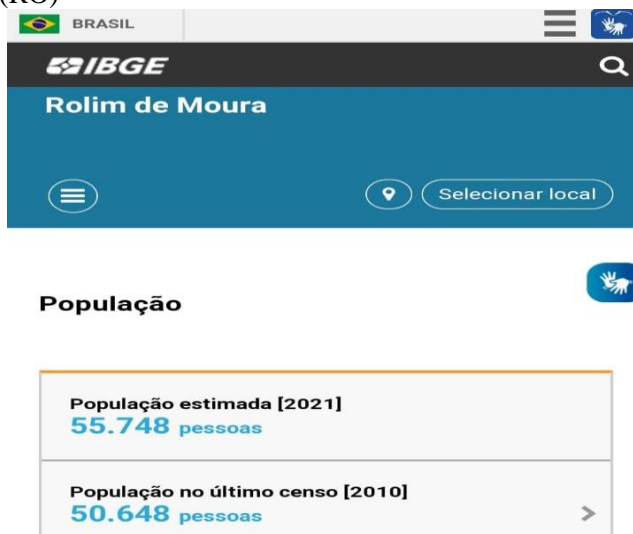 (RO)
BRASIL
IBGE
Rolim de Moura
Selecionar local
População
População estimada [2021]
55.748 pessoas
População no último censo [2010]
50.648 pessoas